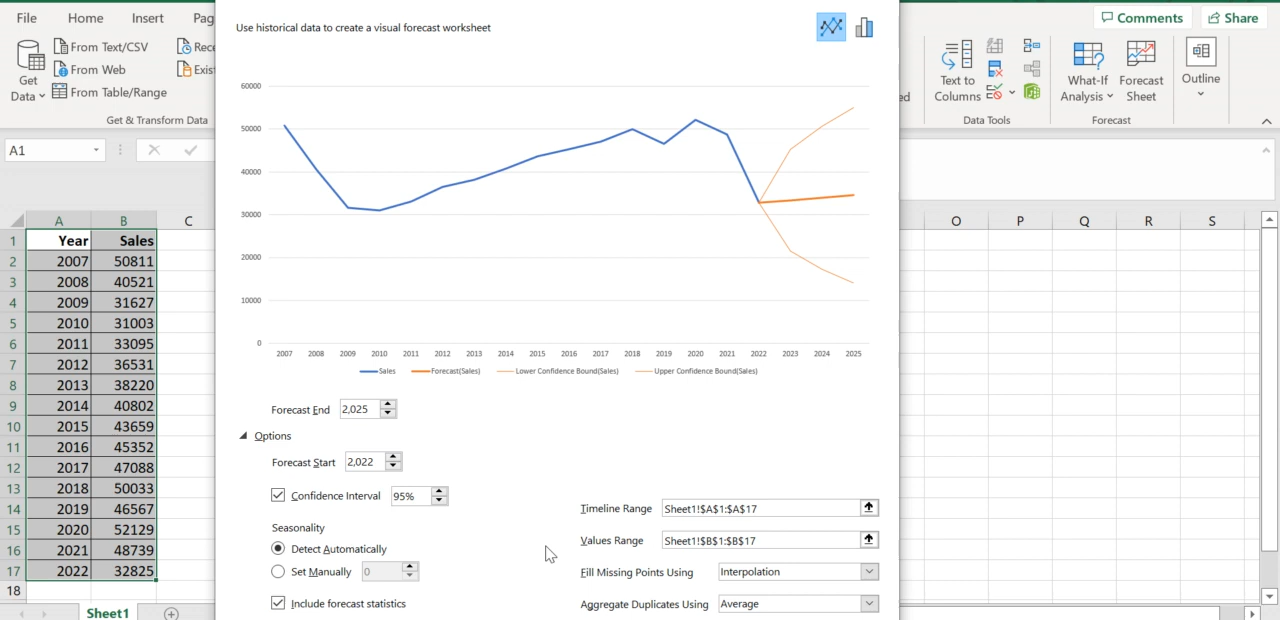 File Home Insert Pag
Comments Share
Get Data
From Text/CSV
From Web
From Table/Range
Rece
Exis
Get & Transform Data
ed
Text to Columns
Data Tools
What-If Analysis
Forecast Sheet
Forecast
Outline
A1
Use historical data to create a visual forecast worksheet
60000
50000
40000
30000
20000
10000
0
2007 2008 2009 2010 2011 2012 2013 2014 2015 2016 2017 2018 2019 2020 2021 2022 2023 2024 2025
Sales Forecast(Sales) Lower Confidence Bound(Sales) Upper Confidence Bound(Sales)
Forecast End 2,025
Options
Forecast Start 2,022
Confidence Interval 95%
Seasonality
Detect Automatically
Set Manually 0
Include forecast statistics
Timeline Range Sheet1!$A$1:$A$17
Values Range Sheet1!$B$1:$B$17
Fill Missing Points Using Interpolation
Aggregate Duplicates Using Average
A B C O P Q R S
1 Year Sales
2 2007 50811
3 2008 40521
4 2009 31627
5 2010 31003
6 2011 33095
7 2012 36531
8 2013 38220
9 2014 40802
10 2015 43659
11 2016 45352
12 2017 47088
13 2018 50033
14 2019 46567
15 2020 52129
16 2021 48739
17 2022 32825
18
Sheet1